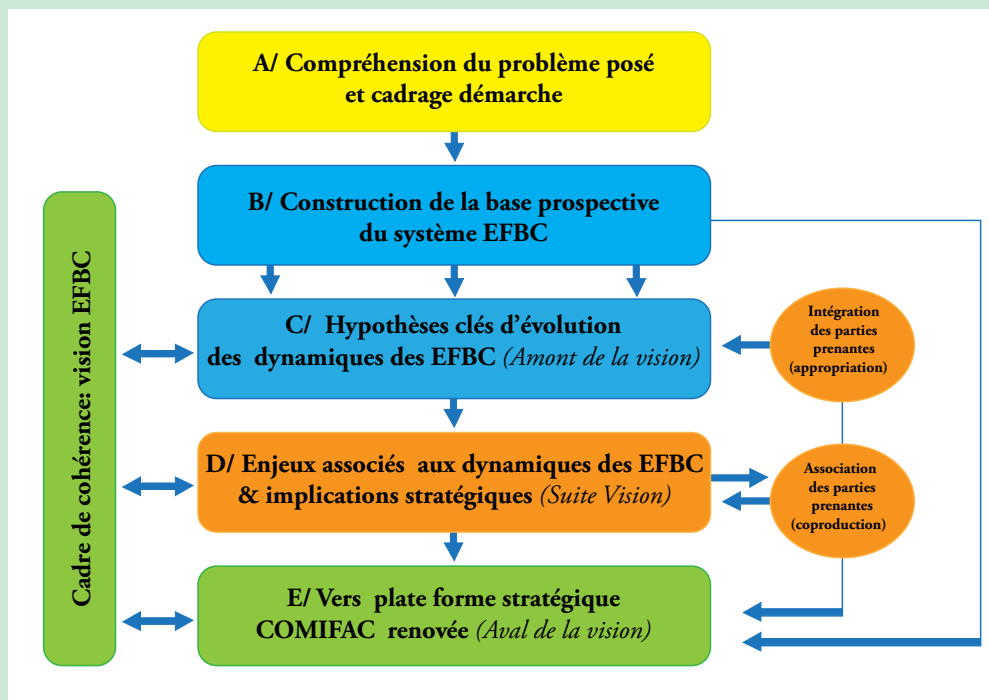 A/ Compréhension du problème posé
et cadrage démarche
B/ Construction de la base prospective
du système EFBC
Cadre de cohérence: vision EFBC
C/ Hypothèses clés d'évolution
des dynamiques des EFBC (Amont de la vision)
Intégration
des parties
prenantes
(appropriation)
D/ Enjeux associés aux dynamiques des EFBC
& implications stratégiques (Suite Vision)
Association
des parties
prenantes
(coproduction)
E/ Vers plate forme stratégique
COMIFAC renovée (Aval de la vision)